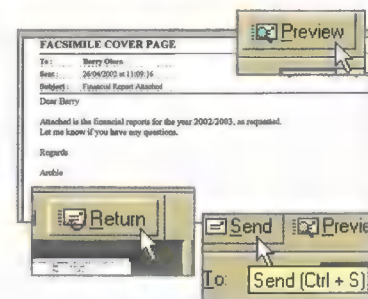 Preview
FACSIMILE COVER PAGE
To : Barry Olsen
Sent : 26/04/2002 at 11:09:16
Subject : Financial Report Attached
Dear Barry
Attached is the financial report for the year 2002/2003, as requested.
Let me know if you have any questions.
Regards
Archie
Return
Send Previe
To: Send (Ctrl + S)